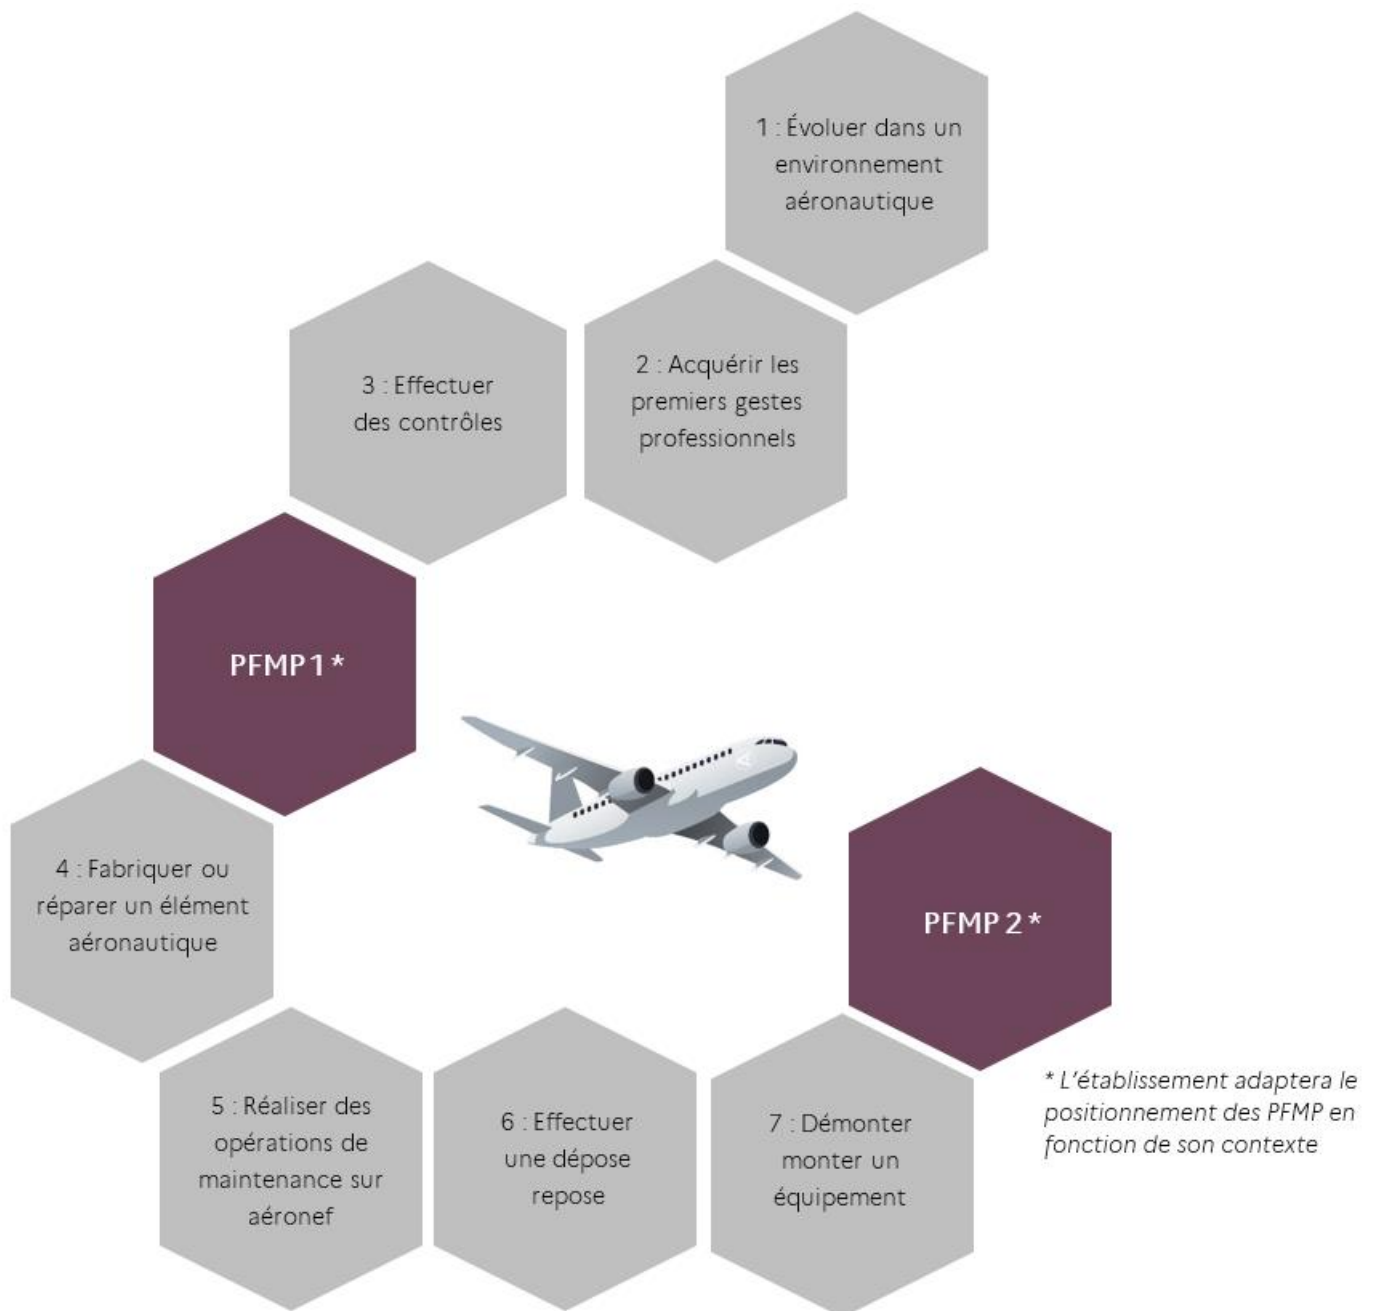 1 : Évoluer dans un
environnement
aéronautique
2 : Acquérir les
premiers gestes
professionnels
3 : Effectuer
des contrôles
PFMP 1 *
4 : Fabriquer ou
réparer un élément
aéronautique
5 : Réaliser des
opérations de
maintenance sur
aéronef
6 : Effectuer
une dépose
repose
7 : Démonter
monter un
équipement
PFMP 2 *
* L'établissement adaptera le
positionnement des PFMP en
fonction de son contexte